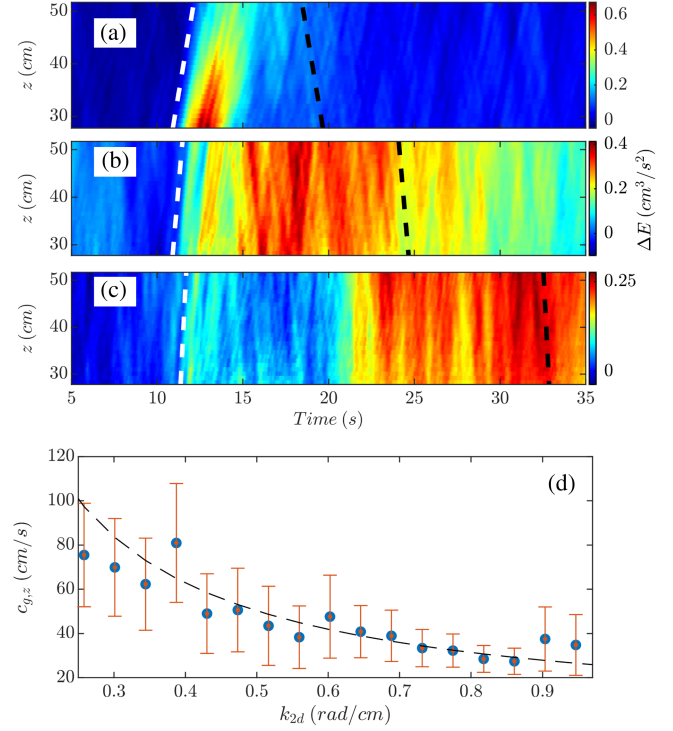 (a)
z (cm)
50
40
30
0.6
0.4
0.2
0
(b)
z (cm)
50
40
30
0.4
0.2
0
ΔE (cm³/s²)
(c)
z (cm)
50
40
30
0.25
0
5 10 15 20 25 30 35
Time (s)
(d)
c_{g,z} (cm/s)
120
100
80
60
40
20
0.3 0.4 0.5 0.6 0.7 0.8 0.9
k_{2d} (rad/cm)